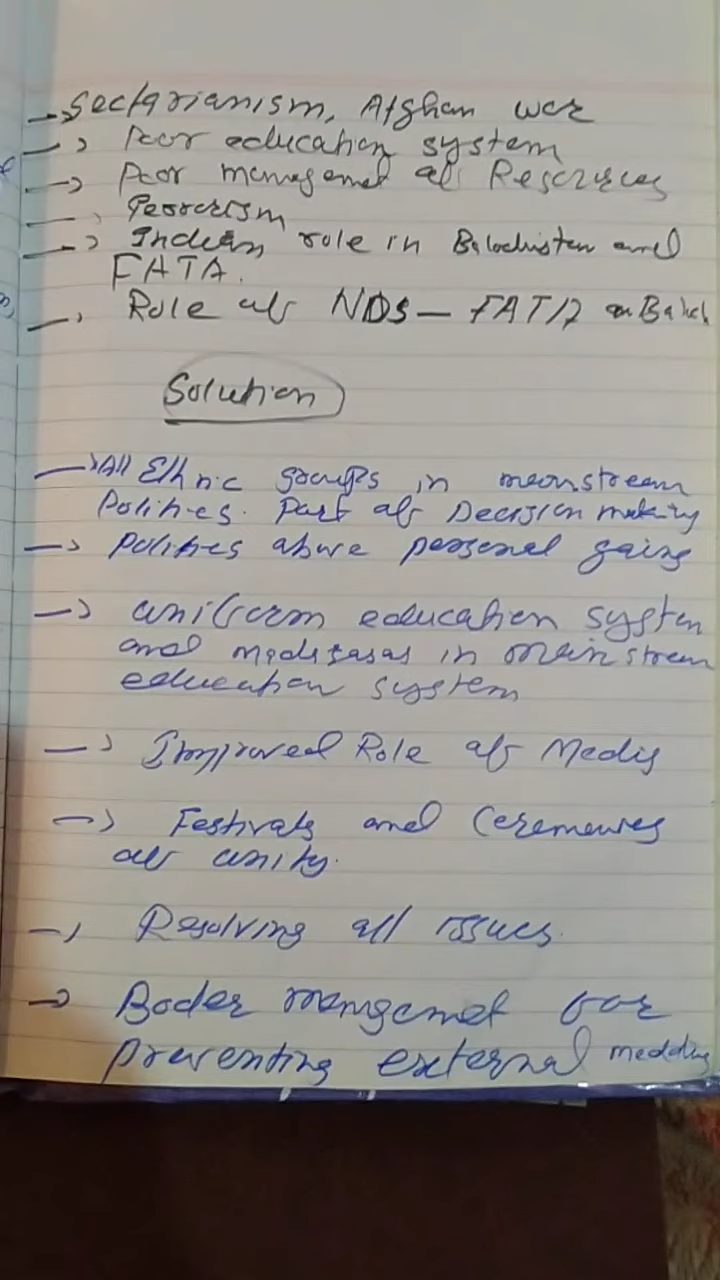 → Sectarianism, Afghan war
→ Poor education system
→ Poor management of Resources
→ Terrorism
→ Indian role in Balochistan and
FATA.
→ Role of NDS — FATA
Solution
→ All Ethnic groups in mainstream
Politics. Part of Decision making
→ Politics above personal gains
→ uniform education system
and madrasas in mainstream
education system
→ Improved Role of Media
→ Festivals and Ceremonies
of unity.
→ Resolving all issues.
→ Boder mangemet for
preventing external meddling